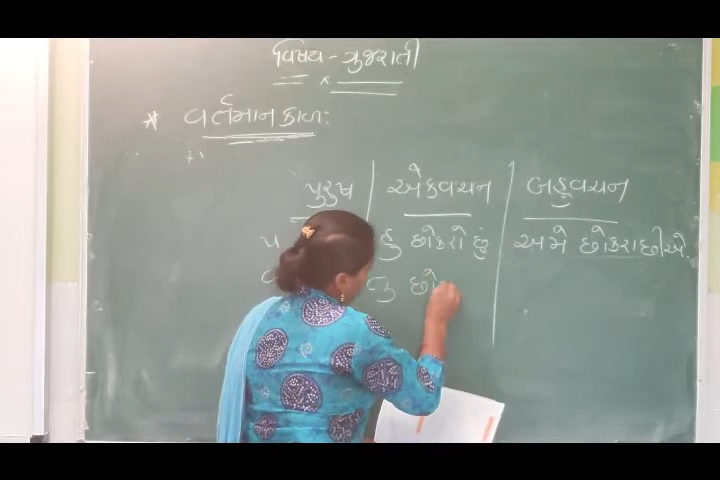 વિષય - ગુજરાતી
* વર્તમાન કાળ:
પુરુષ એકવચન બહુવચન
હું છોકરો છું અમે છોકરા છીએ.
તું છો